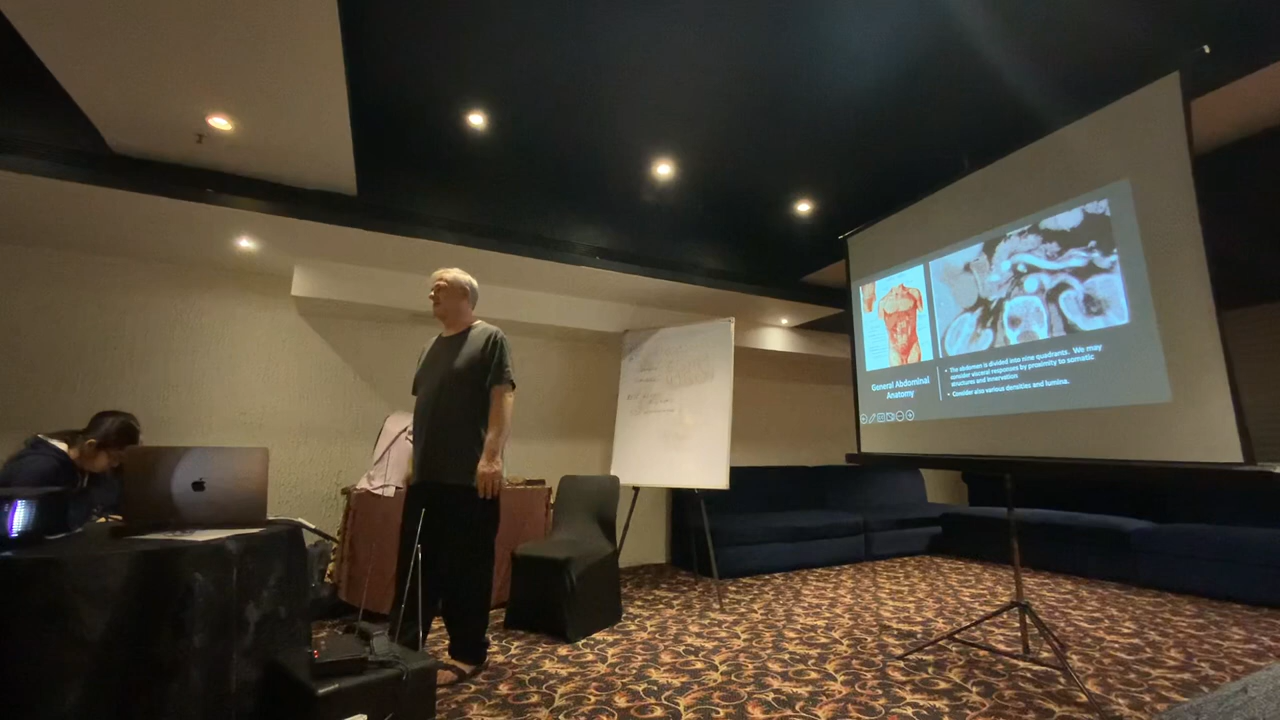 General Abdominal
Anatomy
• The abdomen is divided into nine quadrants. We may
consider visceral responses by proximity to somatic
structures and innervation
• Consider also various densities and lumina.